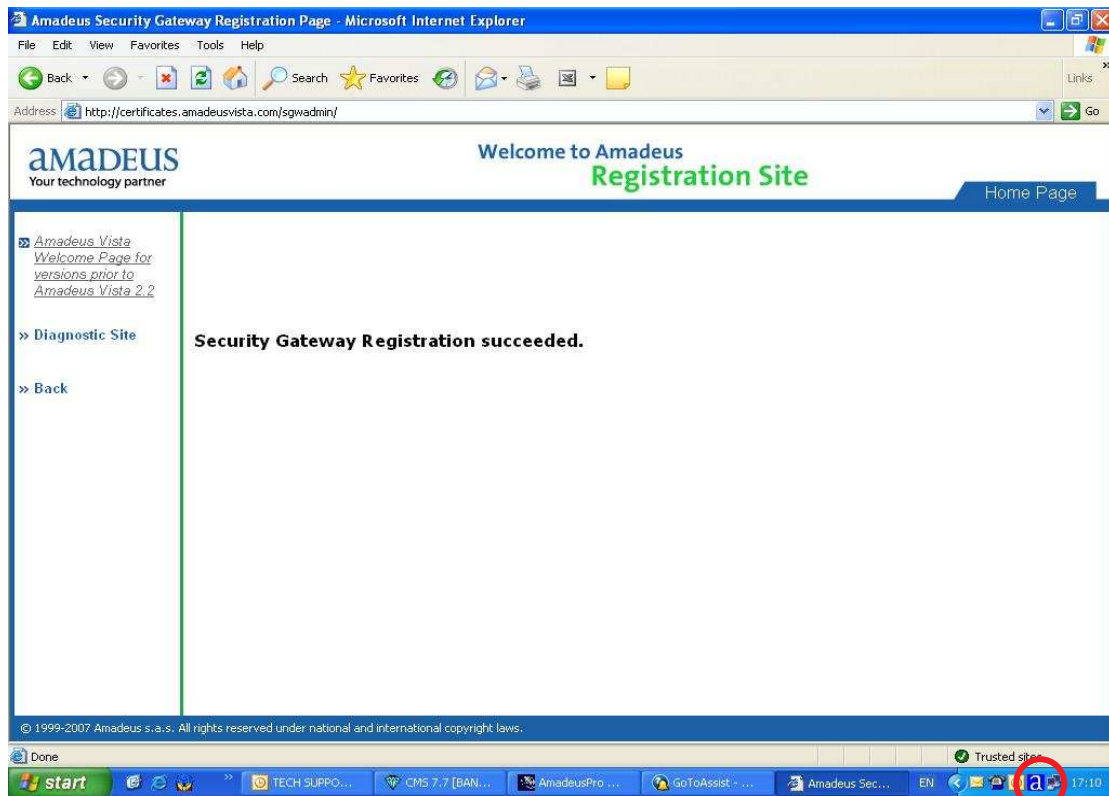 Amadeus Security Gateway Registration Page - Microsoft Internet Explorer
File Edit View Favorites Tools Help
Back Search Favorites
Links
Address http://certificates.amadeusvista.com/sgwadmin/ Go
amadeus
Your technology partner
Welcome to Amadeus
Registration Site
Home Page
Amadeus Vista
Welcome Page for
versions prior to
Amadeus Vista 2.2
» Diagnostic Site
» Back
Security Gateway Registration succeeded.
© 1999-2007 Amadeus s.a.s. All rights reserved under national and international copyright laws.
Done Trusted sites
start » TECH SUPPO... CMS 7.7 [BAN... AmadeusPro ... GoToAssist - ... Amadeus Sec... EN a 17:10